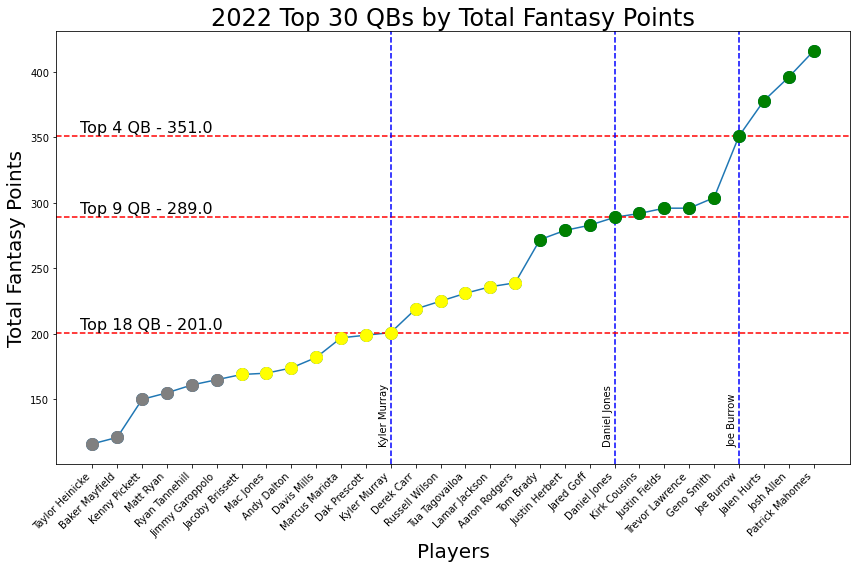 2022 Top 30 QBs by Total Fantasy Points
Total Fantasy Points
400
350
300
250
200
150
Top 4 QB - 351.0
Top 9 QB - 289.0
Top 18 QB - 201.0
Kyler Murray
Daniel Jones
Joe Burrow
Taylor Heinicke
Baker Mayfield
Kenny Pickett
Matt Ryan
Ryan Tannehill
Jimmy Garoppolo
Jacoby Brissett
Mac Jones
Andy Dalton
Davis Mills
Marcus Mariota
Dak Prescott
Kyler Murray
Derek Carr
Russell Wilson
Tua Tagovailoa
Lamar Jackson
Aaron Rodgers
Tom Brady
Justin Herbert
Jared Goff
Daniel Jones
Kirk Cousins
Justin Fields
Trevor Lawrence
Geno Smith
Joe Burrow
Jalen Hurts
Josh Allen
Patrick Mahomes
Players